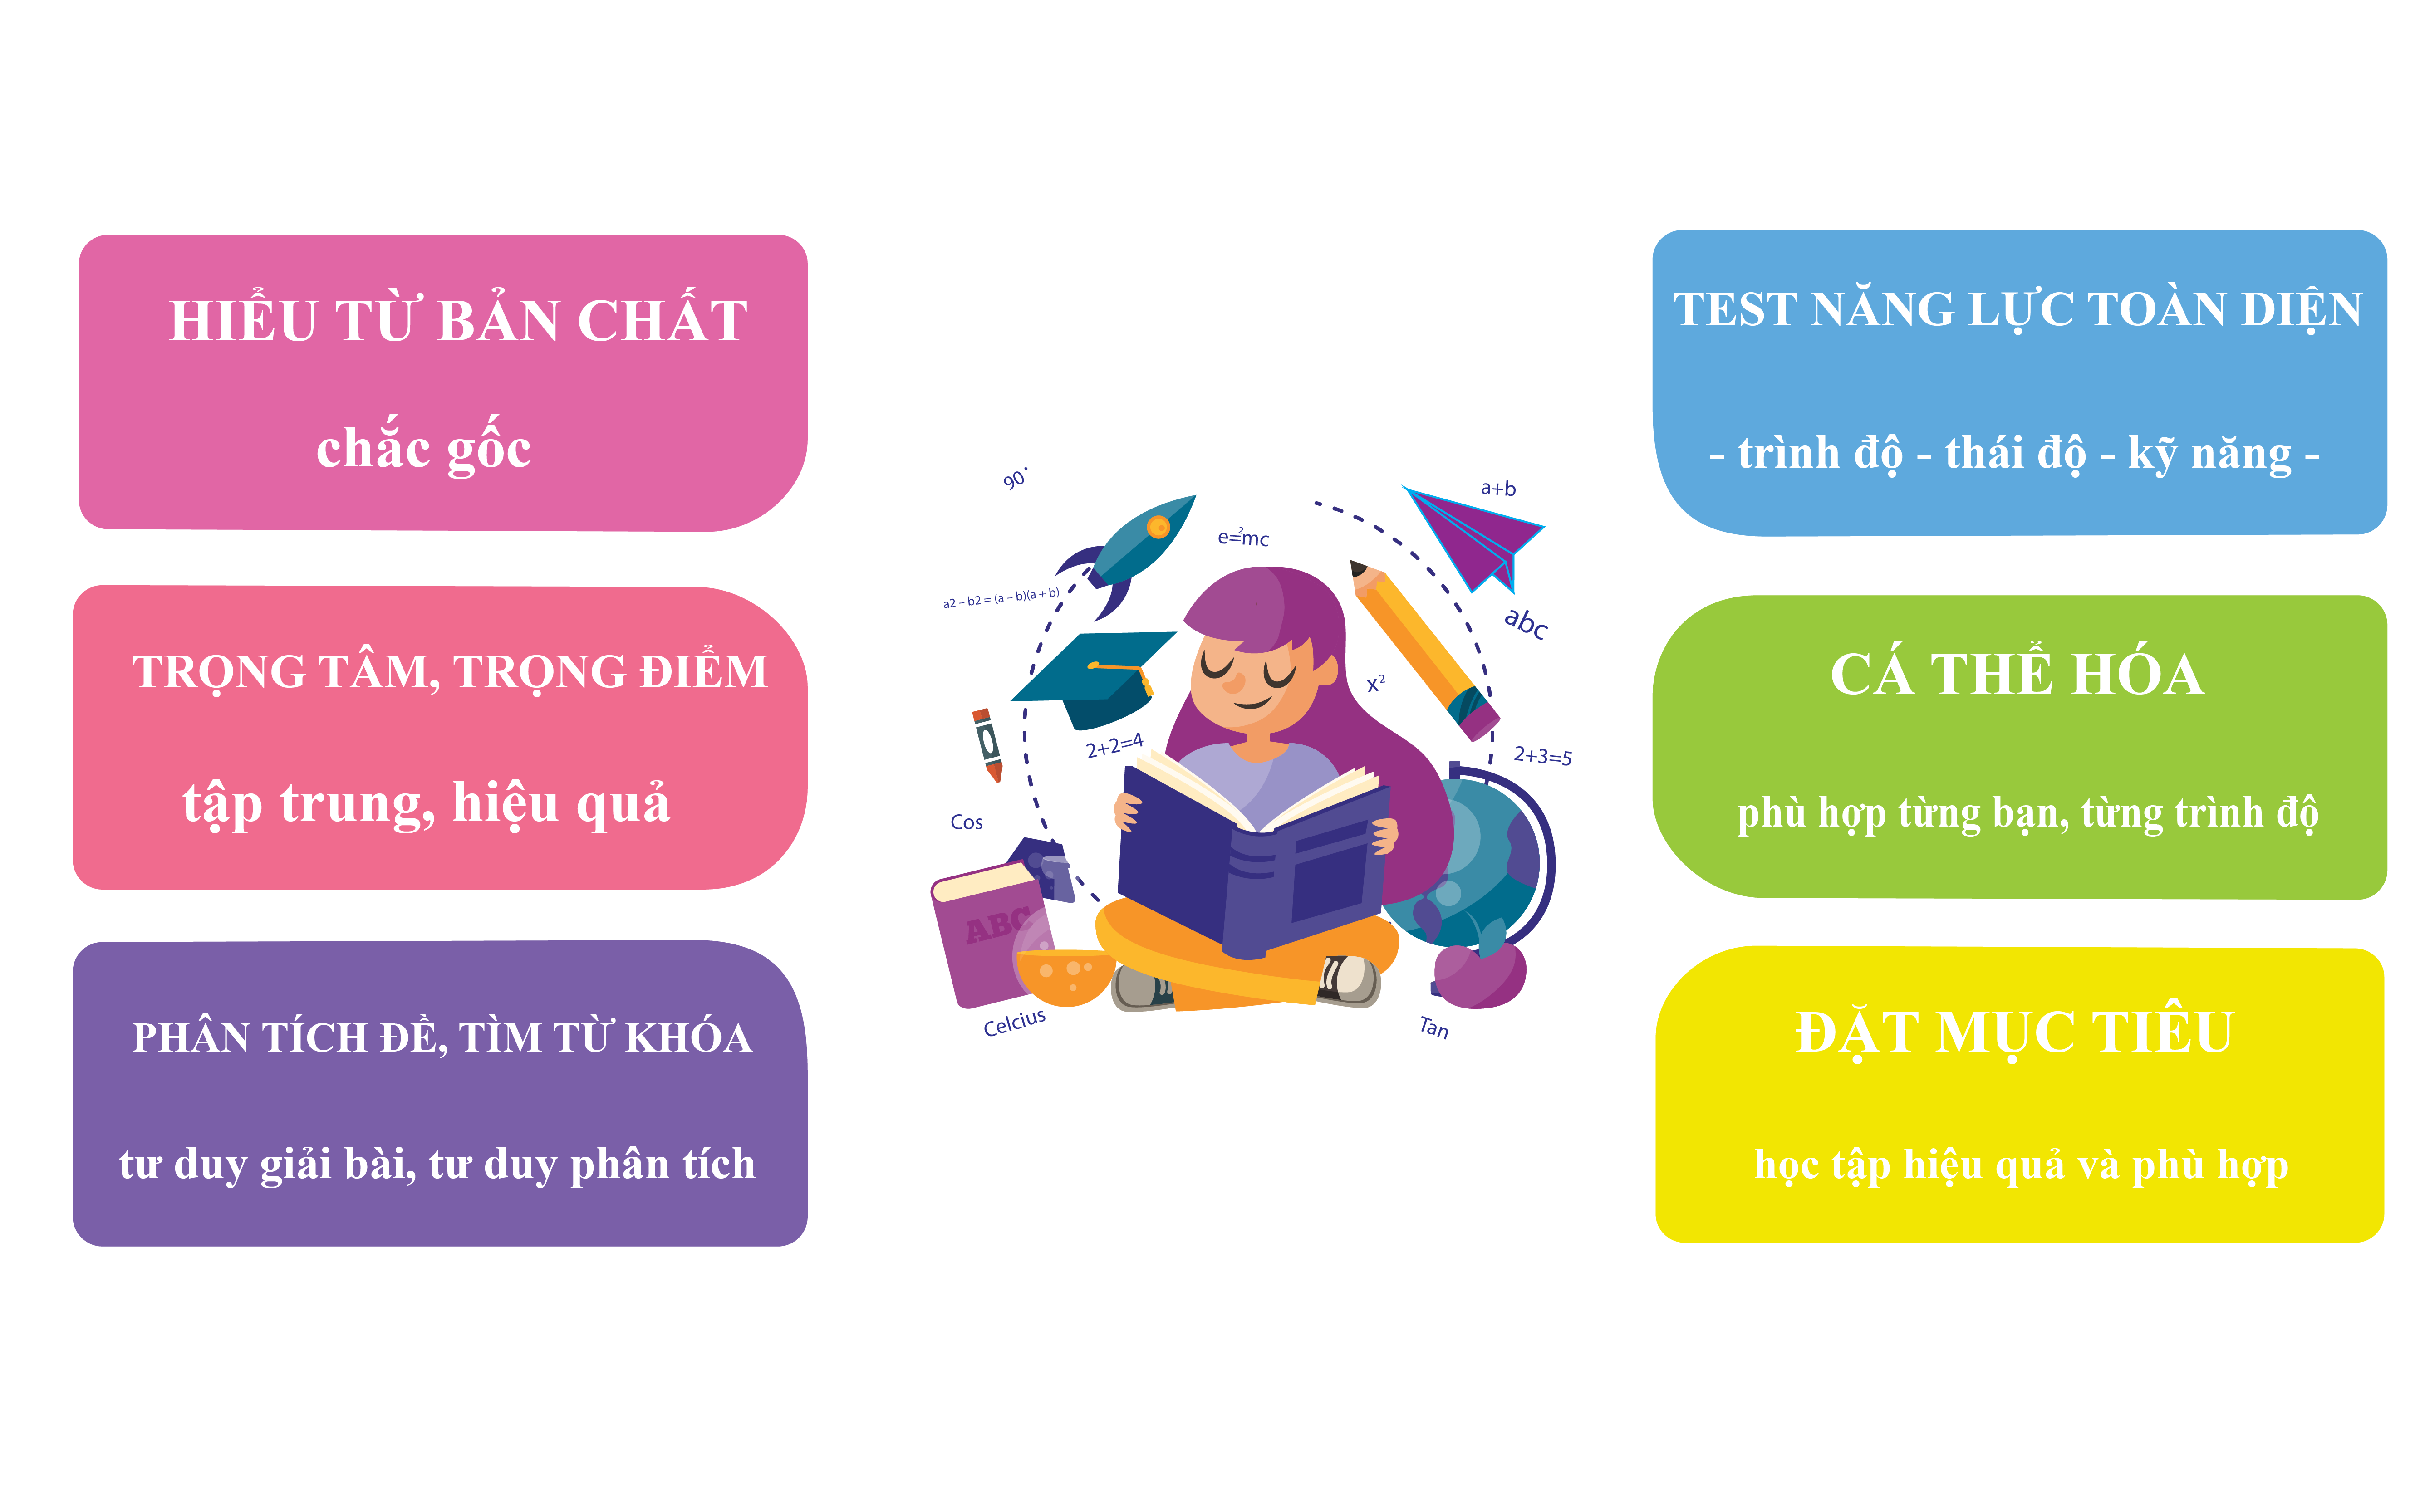 HIỂU TỪ BẢN CHẤT
chắc gốc
TRỌNG TÂM, TRỌNG ĐIỂM
tập trung, hiệu quả
PHÂN TÍCH ĐỀ, TÌM TỪ KHÓA
tư duy giải bài, tư duy phân tích
90°
e=²mc
a+b
a2 – b2 = (a – b)(a + b)
abc
x²
2+2=4
2+3=5
Cos
ABC
Celcius
Tan
TEST NĂNG LỰC TOÀN DIỆN
- trình độ - thái độ - kỹ năng -
CÁ THỂ HÓA
phù hợp từng bạn, từng trình độ
ĐẶT MỤC TIÊU
học tập hiệu quả và phù hợp